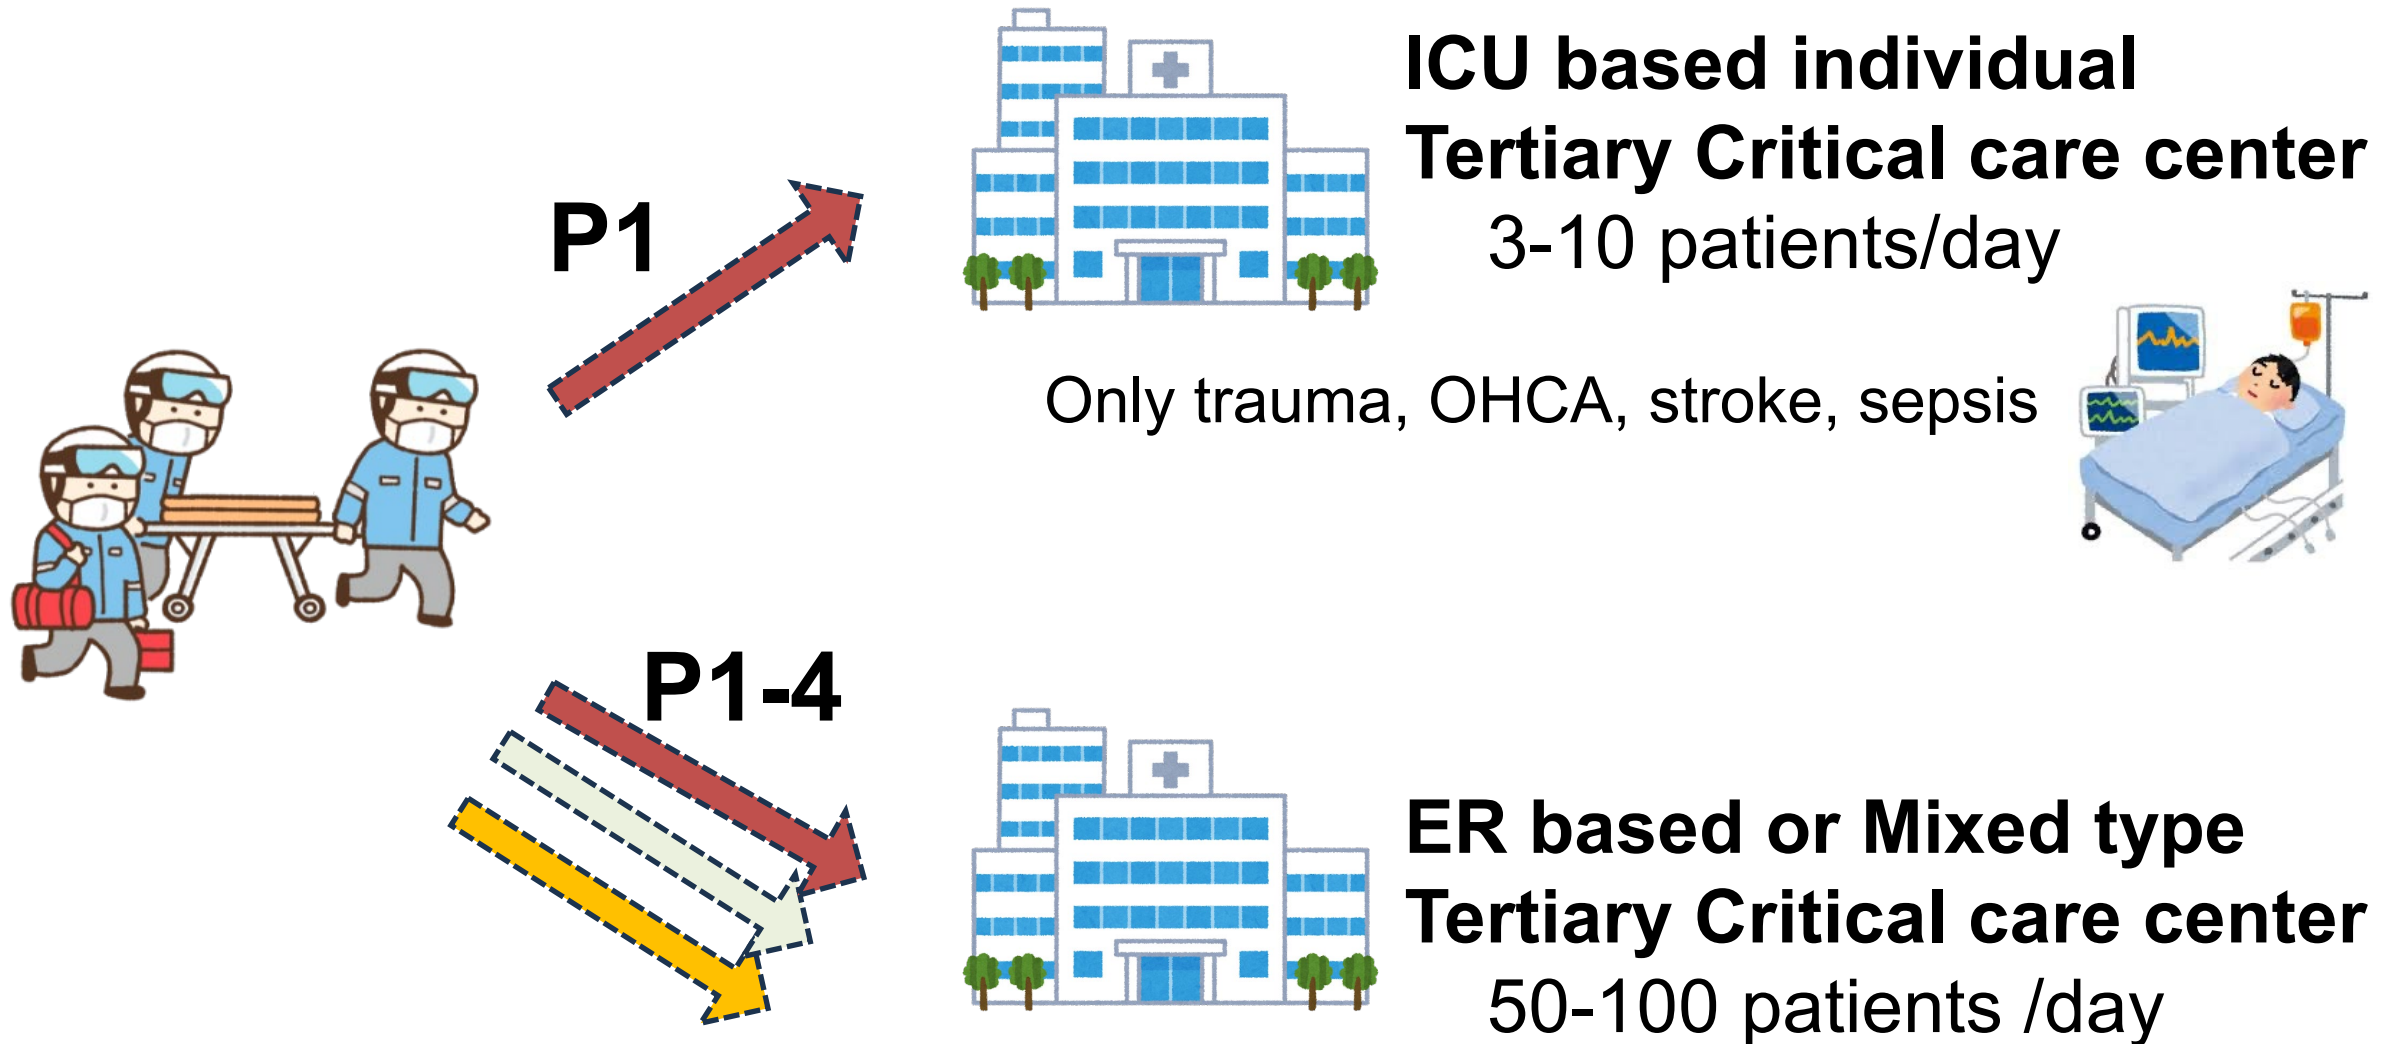 ICU based individual
Tertiary Critical care center
3-10 patients/day
P1
Only trauma, OHCA, stroke, sepsis
P1-4
ER based or Mixed type
Tertiary Critical care center
50-100 patients /day